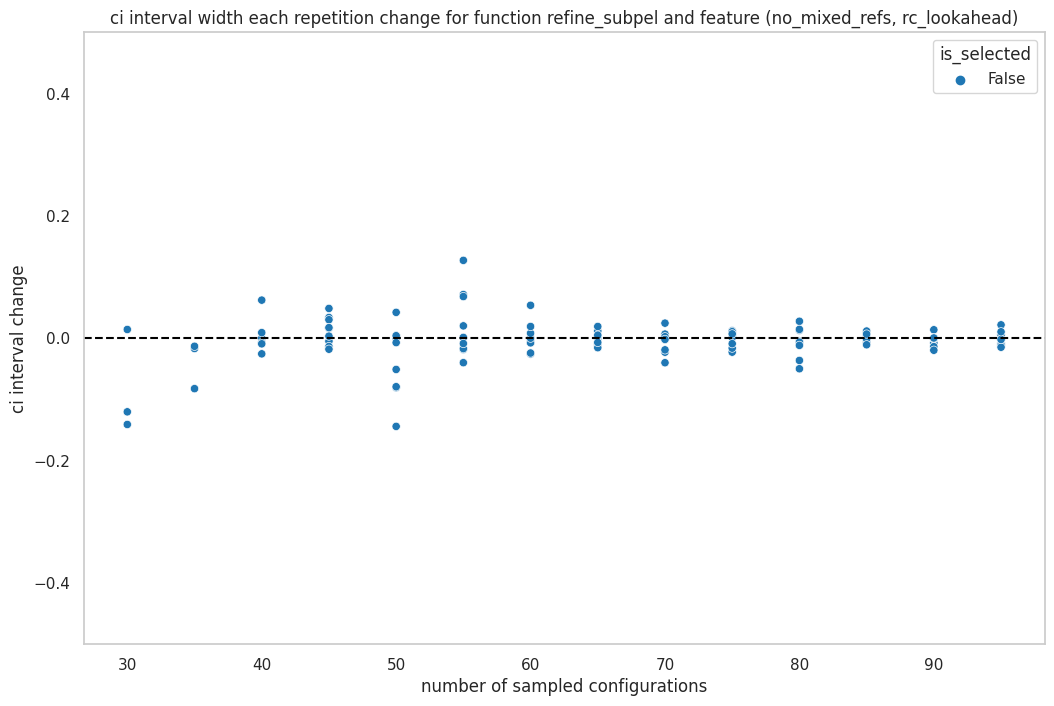 ci interval width each repetition change for function refine_subpel and feature (no_mixed_refs, rc_lookahead)
is_selected
False
ci interval change
0.4
0.2
0.0
−0.2
−0.4
30 40 50 60 70 80 90
number of sampled configurations